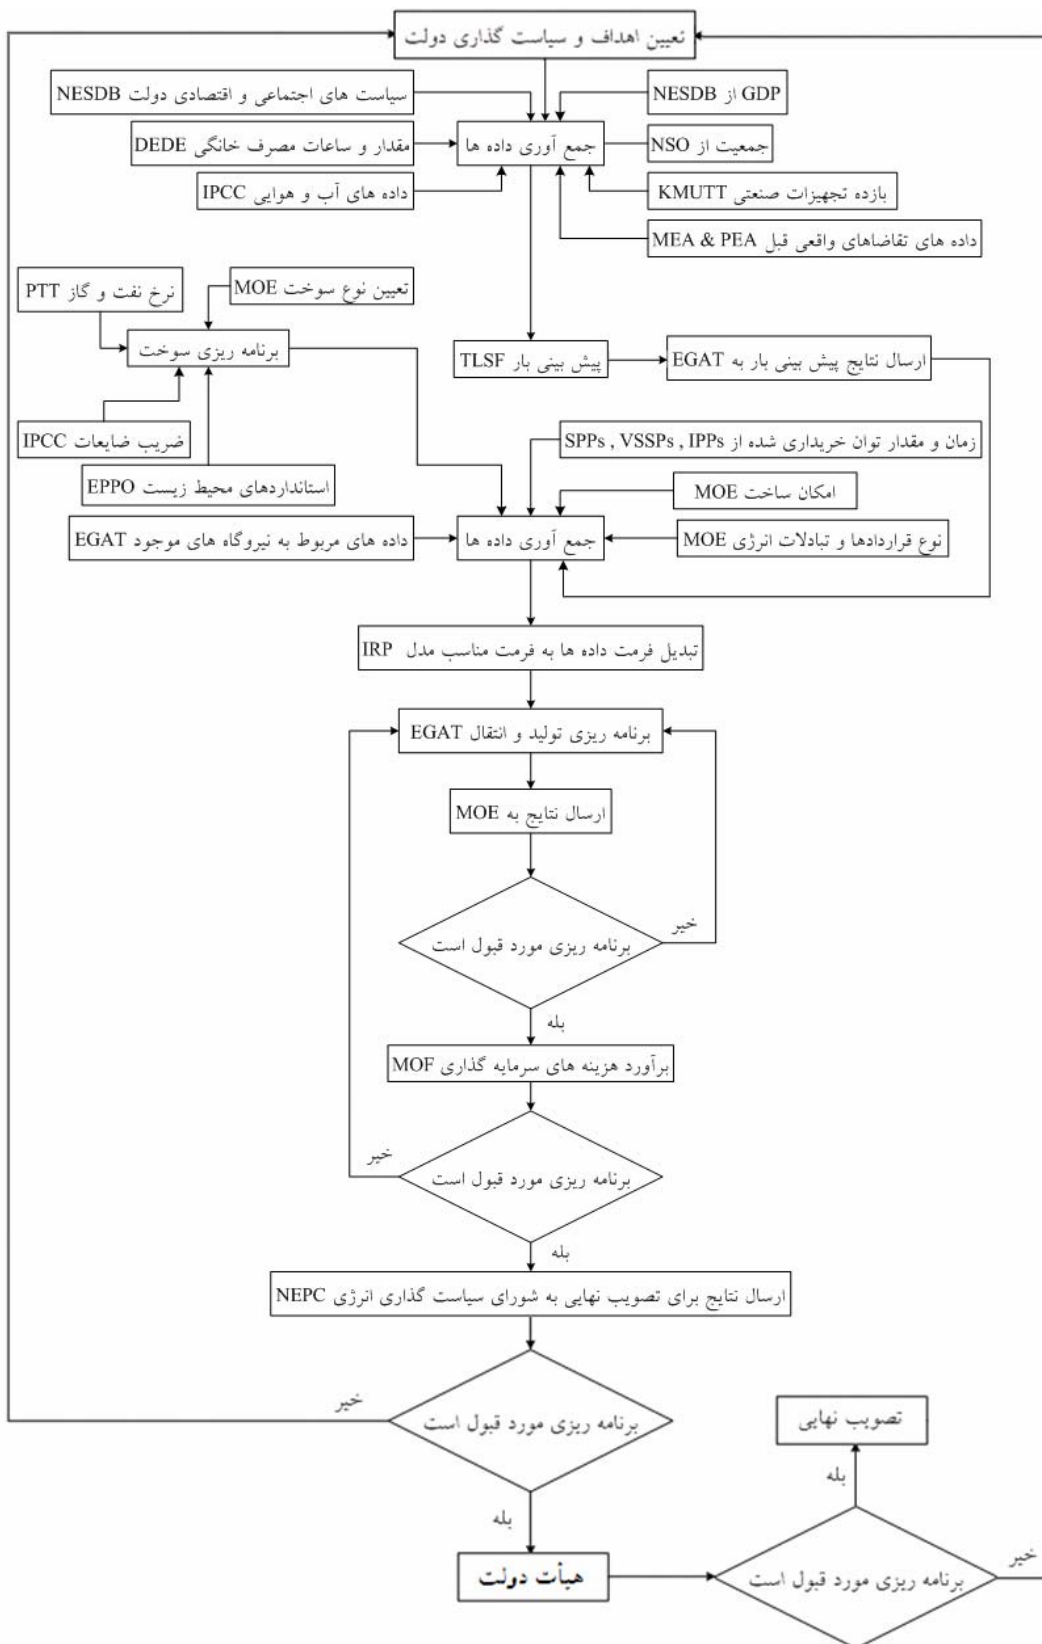 تعیین اهداف و سیاست گذاری دولت
GDP از NESDB
سیاست های اجتماعی و اقتصادی دولت NESDB
جمعیت از NSO
جمع آوری داده ها
مقدار و ساعات مصرف خانگی DEDE
بازده تجهیزات صنعتی KMUTT
داده های آب و هوایی IPCC
داده های تقاضاهای واقعی قبل MEA & PEA
تعیین نوع سوخت MOE
نرخ نفت و گاز PTT
برنامه ریزی سوخت
ارسال نتایج پیش بینی بار به EGAT
پیش بینی بار TLSF
ضریب ضایعات IPCC
زمان و مقدار توان خریداری شده از SPPs , VSSPs , IPPs
استانداردهای محیط زیست EPPO
امکان ساخت MOE
نوع قراردادها و تبادلات انرژی MOE
جمع آوری داده ها
داده های مربوط به نیروگاه های موجود EGAT
تبدیل فرمت داده ها به فرمت مناسب مدل IRP
برنامه ریزی تولید و انتقال EGAT
ارسال نتایج به MOE
خیر
برنامه ریزی مورد قبول است
بله
برآورد هزینه های سرمایه گذاری MOF
خیر
برنامه ریزی مورد قبول است
بله
ارسال نتایج برای تصویب نهایی به شورای سیاست گذاری انرژی NEPC
خیر
برنامه ریزی مورد قبول است
تصویب نهایی
بله
بله
هیأت دولت
خیر
برنامه ریزی مورد قبول است